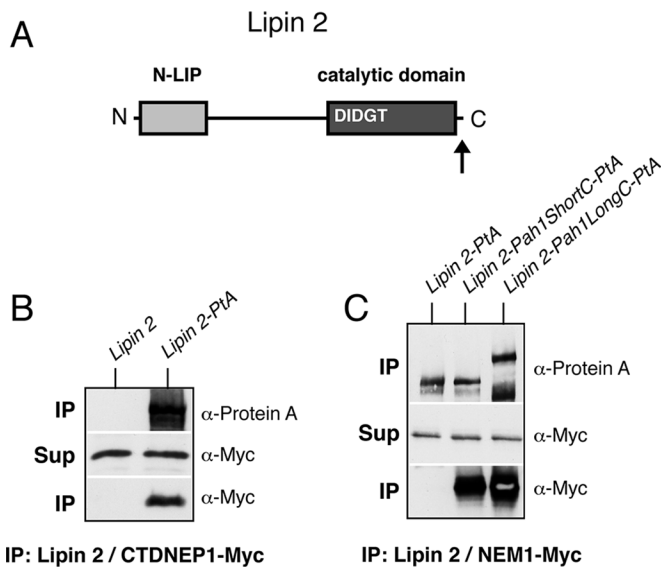 A
Lipin 2
N-LIP
catalytic domain
N
DIDGT
C
B
Lipin 2
Lipin 2-PtA
IP
α-Protein A
Sup
α-Myc
IP
α-Myc
IP: Lipin 2 / CTDNEP1-Myc
C
Lipin 2-PtA
Lipin 2-Pah1ShortC-PtA
Lipin 2-Pah1LongC-PtA
IP
α-Protein A
Sup
α-Myc
IP
α-Myc
IP: Lipin 2 / NEM1-Myc